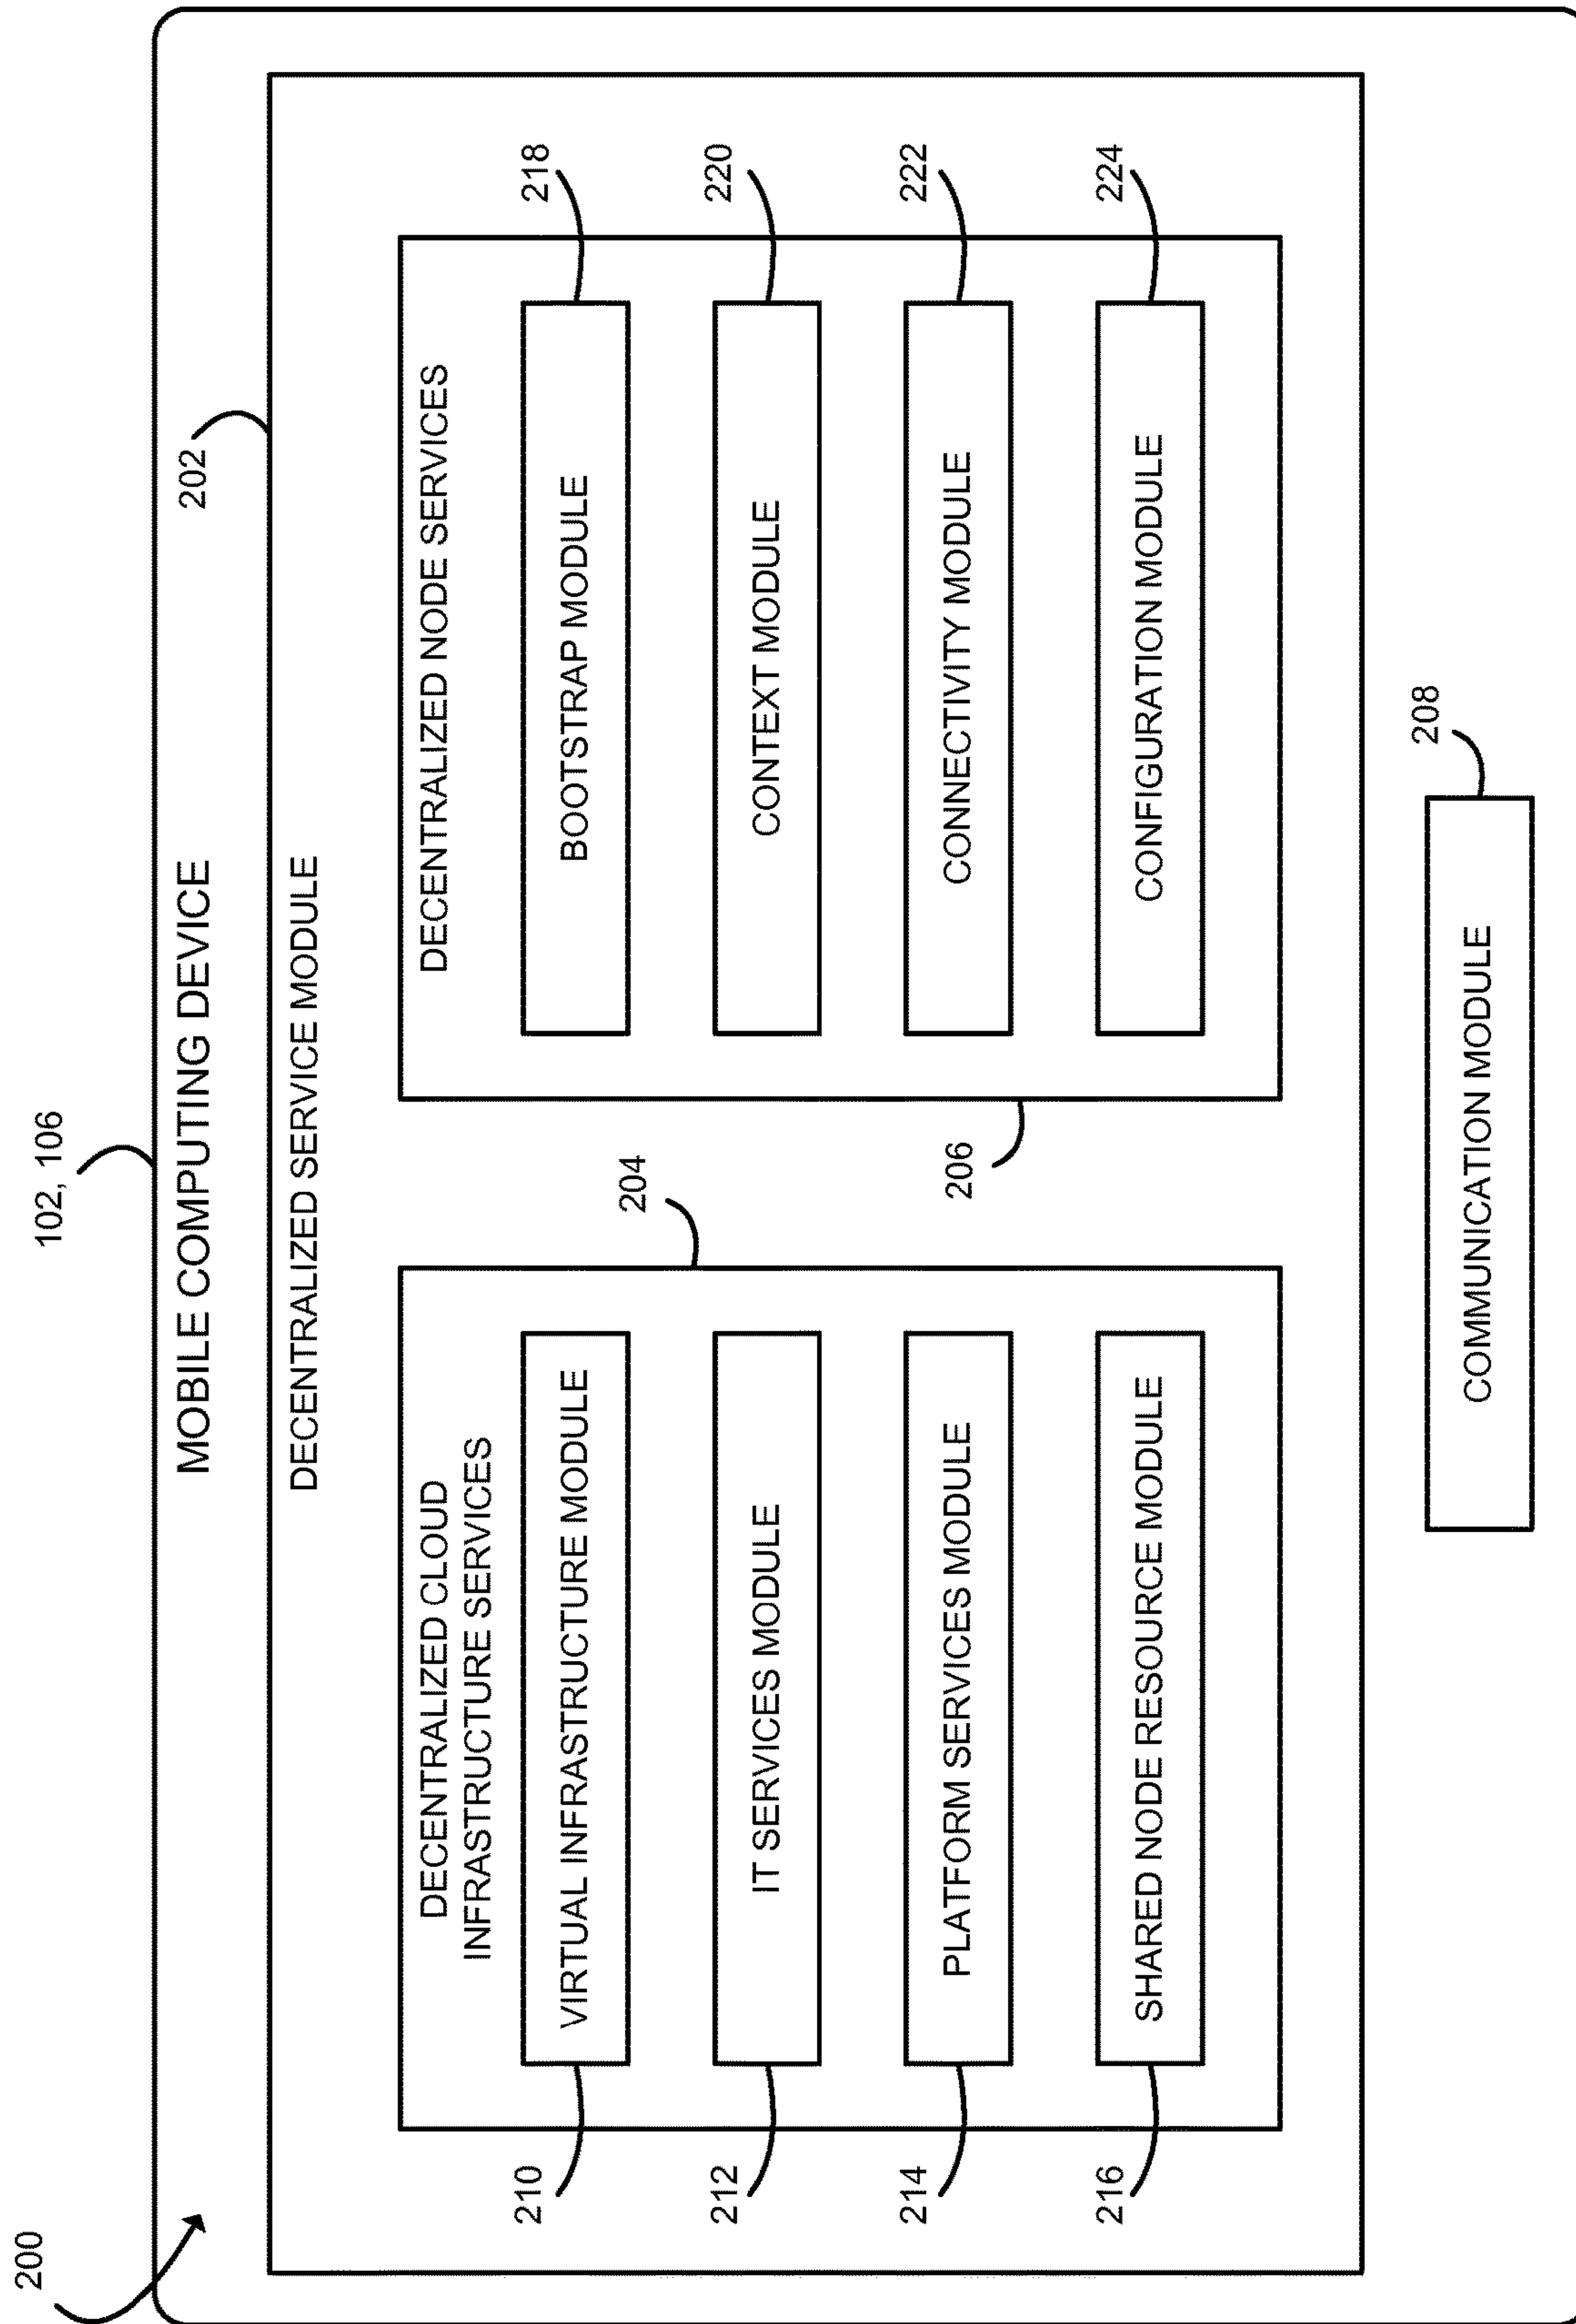 200
102, 106
MOBILE COMPUTING DEVICE
202
DECENTRALIZED SERVICE MODULE
204
DECENTRALIZED CLOUD
INFRASTRUCTURE SERVICES
210
VIRTUAL INFRASTRUCTURE MODULE
212
IT SERVICES MODULE
214
PLATFORM SERVICES MODULE
216
SHARED NODE RESOURCE MODULE
206
DECENTRALIZED NODE SERVICES
BOOTSTRAP MODULE
218
CONTEXT MODULE
220
CONNECTIVITY MODULE
222
CONFIGURATION MODULE
224
COMMUNICATION MODULE
208